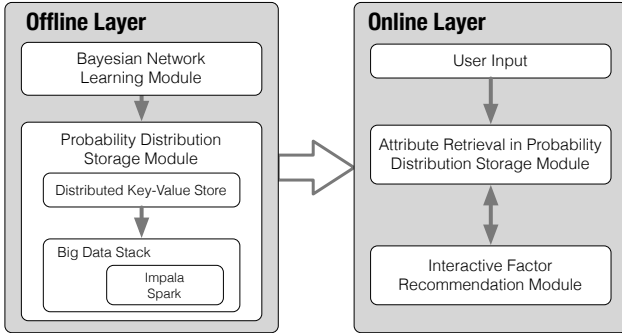 Offline Layer
Bayesian Network
Learning Module
Probability Distribution
Storage Module
Distributed Key-Value Store
Big Data Stack
Impala
Spark
Online Layer
User Input
Attribute Retrieval in Probability
Distribution Storage Module
Interactive Factor
Recommendation Module